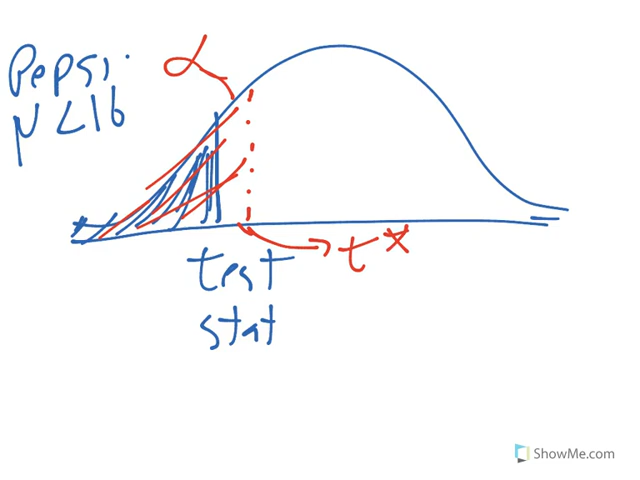 Pepsi:
μ<16
α
t*
test
stat
ShowMe.com